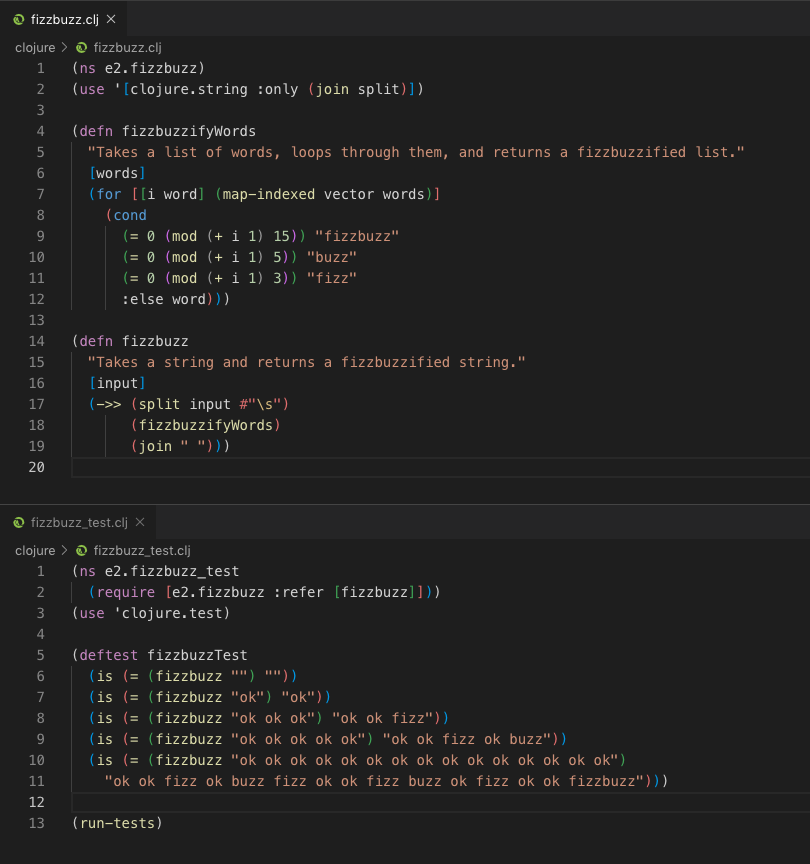 fizzbuzz.clj ×
clojure > fizzbuzz.clj
1 (ns e2.fizzbuzz)
2 (use '[clojure.string :only (join split)])
3
4 (defn fizzbuzzifyWords
5   "Takes a list of words, loops through them, and returns a fizzbuzzified list."
6   [words]
7   (for [[i word] (map-indexed vector words)]
8     (cond
9       (= 0 (mod (+ i 1) 15)) "fizzbuzz"
10       (= 0 (mod (+ i 1) 5)) "buzz"
11       (= 0 (mod (+ i 1) 3)) "fizz"
12       :else word)))
13
14 (defn fizzbuzz
15   "Takes a string and returns a fizzbuzzified string."
16   [input]
17   (->> (split input #"\s")
18        (fizzbuzzifyWords)
19        (join " ")))
20
fizzbuzz_test.clj ×
clojure > fizzbuzz_test.clj
1 (ns e2.fizzbuzz_test
2   (require [e2.fizzbuzz :refer [fizzbuzz]]))
3 (use 'clojure.test)
4
5 (deftest fizzbuzzTest
6   (is (= (fizzbuzz "") ""))
7   (is (= (fizzbuzz "ok") "ok"))
8   (is (= (fizzbuzz "ok ok ok") "ok ok fizz"))
9   (is (= (fizzbuzz "ok ok ok ok ok") "ok ok fizz ok buzz"))
10   (is (= (fizzbuzz "ok ok ok ok ok ok ok ok ok ok ok ok ok ok ok")
11     "ok ok fizz ok buzz fizz ok ok fizz buzz ok fizz ok ok fizzbuzz")))
12
13 (run-tests)